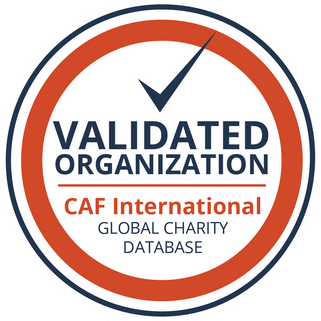 VALIDATED
ORGANIZATION
CAF International
GLOBAL CHARITY
DATABASE